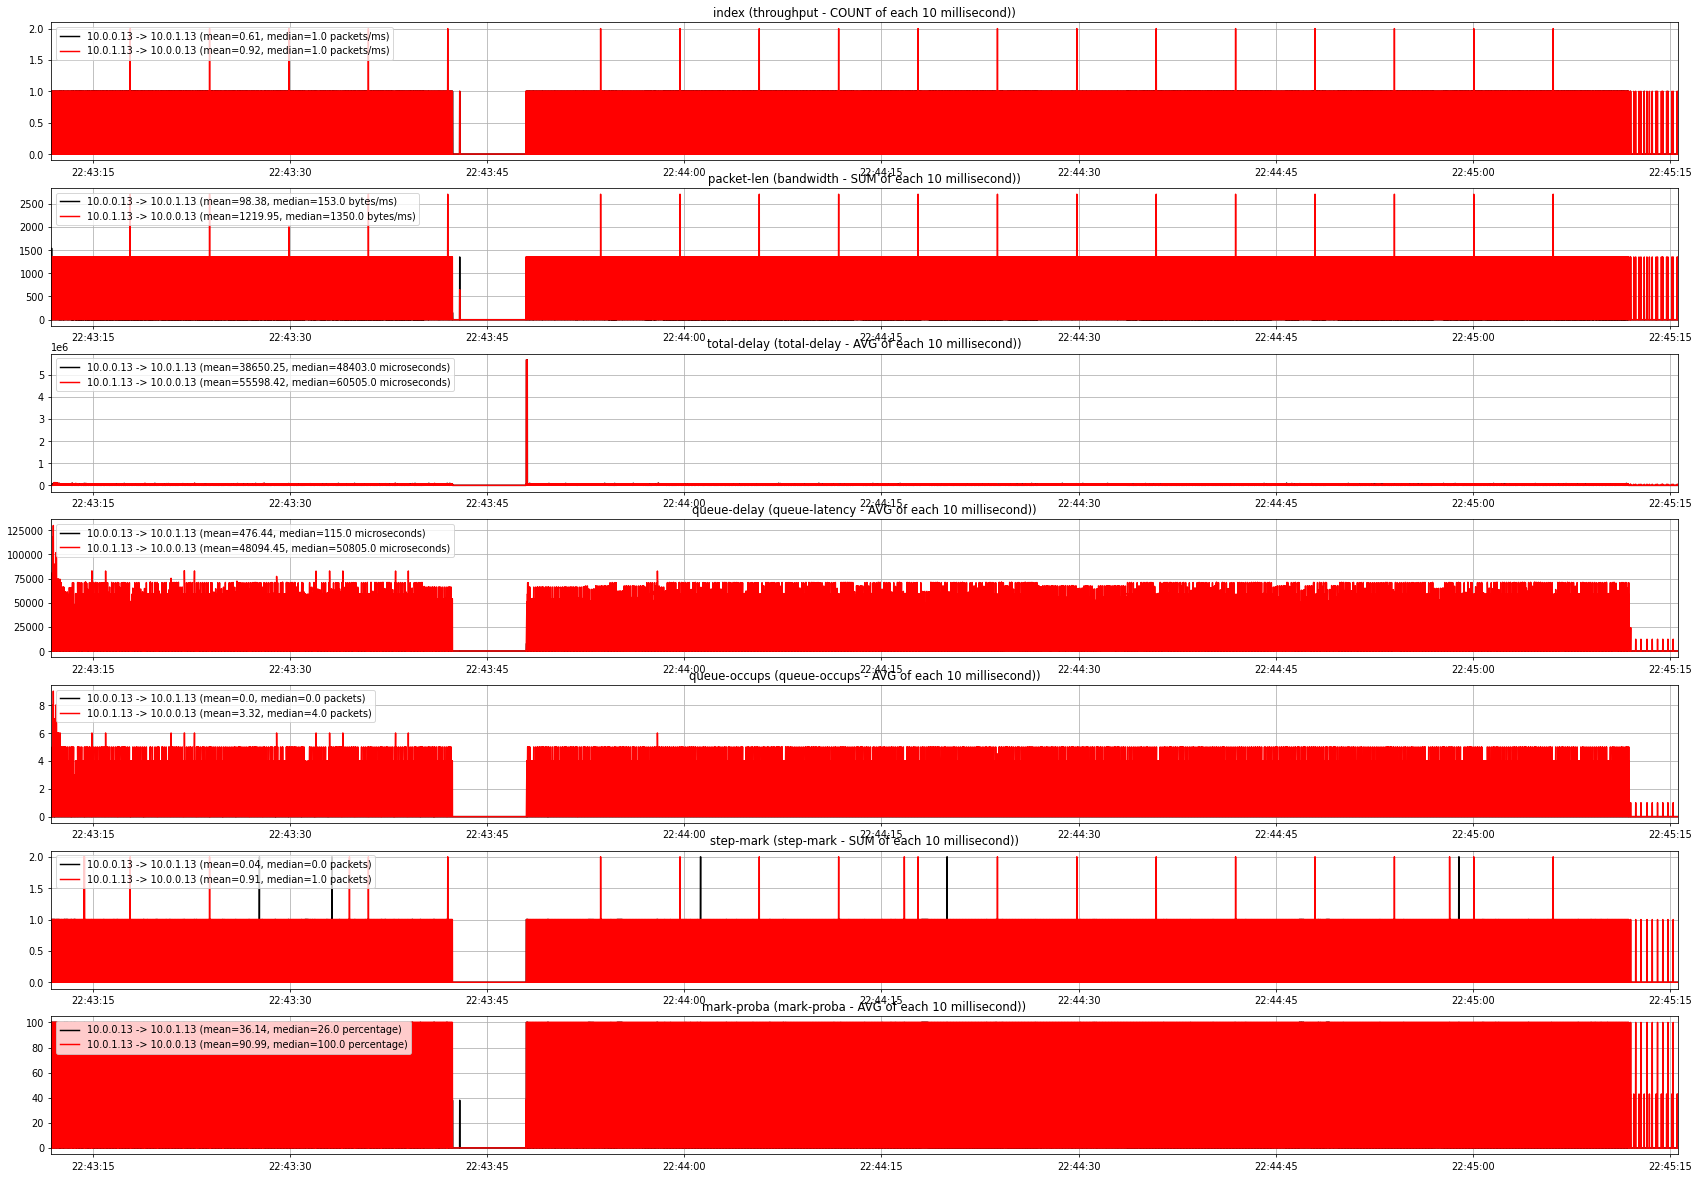 index (throughput - COUNT of each 10 millisecond))
10.0.0.13 -> 10.0.1.13 (mean=0.61, median=1.0 packets/ms)
10.0.1.13 -> 10.0.0.13 (mean=0.92, median=1.0 packets/ms)
2.0
1.5
1.0
0.5
0.0
22:43:15 22:43:30 22:43:45 22:44:00 22:44:15 22:44:30 22:44:45 22:45:00 22:45:15
packet-len (bandwidth - SUM of each 10 millisecond))
10.0.0.13 -> 10.0.1.13 (mean=98.38, median=153.0 bytes/ms)
10.0.1.13 -> 10.0.0.13 (mean=1219.95, median=1350.0 bytes/ms)
2500
2000
1500
1000
500
0
22:43:15 22:43:30 22:43:45 22:44:00 22:44:15 22:44:30 22:44:45 22:45:00 22:45:15
total-delay (total-delay - AVG of each 10 millisecond))
1e6
10.0.0.13 -> 10.0.1.13 (mean=38650.25, median=48403.0 microseconds)
10.0.1.13 -> 10.0.0.13 (mean=55598.42, median=60505.0 microseconds)
5
4
3
2
1
0
22:43:15 22:43:30 22:43:45 22:44:00 22:44:15 22:44:30 22:44:45 22:45:00 22:45:15
queue-delay (queue-latency - AVG of each 10 millisecond))
10.0.0.13 -> 10.0.1.13 (mean=476.44, median=115.0 microseconds)
10.0.1.13 -> 10.0.0.13 (mean=48094.45, median=50805.0 microseconds)
125000
100000
75000
50000
25000
0
22:43:15 22:43:30 22:43:45 22:44:00 22:44:15 22:44:30 22:44:45 22:45:00 22:45:15
queue-occups (queue-occups - AVG of each 10 millisecond))
10.0.0.13 -> 10.0.1.13 (mean=0.0, median=0.0 packets)
10.0.1.13 -> 10.0.0.13 (mean=3.32, median=4.0 packets)
8
6
4
2
0
22:43:15 22:43:30 22:43:45 22:44:00 22:44:15 22:44:30 22:44:45 22:45:00 22:45:15
step-mark (step-mark - SUM of each 10 millisecond))
10.0.0.13 -> 10.0.1.13 (mean=0.04, median=0.0 packets)
10.0.1.13 -> 10.0.0.13 (mean=0.91, median=1.0 packets)
2.0
1.5
1.0
0.5
0.0
22:43:15 22:43:30 22:43:45 22:44:00 22:44:15 22:44:30 22:44:45 22:45:00 22:45:15
mark-proba (mark-proba - AVG of each 10 millisecond))
10.0.0.13 -> 10.0.1.13 (mean=36.14, median=26.0 percentage)
10.0.1.13 -> 10.0.0.13 (mean=90.99, median=100.0 percentage)
100
80
60
40
20
0
22:43:15 22:43:30 22:43:45 22:44:00 22:44:15 22:44:30 22:44:45 22:45:00 22:45:15